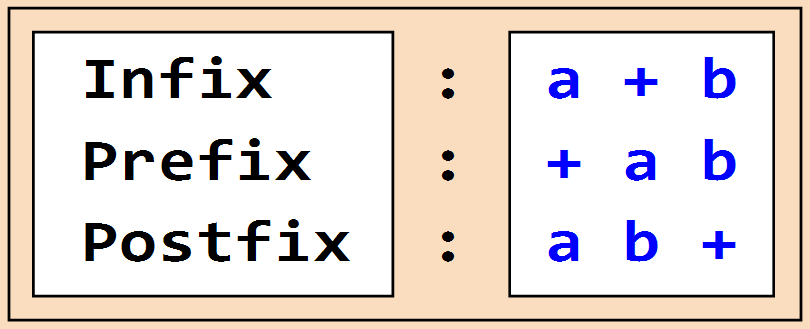 Infix : a + b
Prefix : + a b
Postfix : a b +